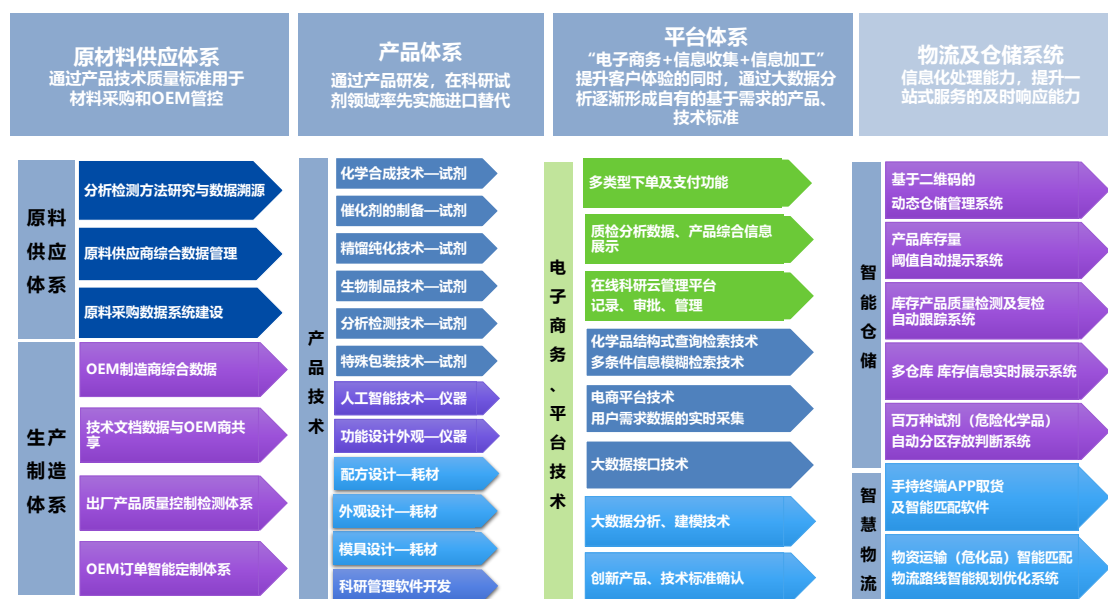 原材料供应体系
通过产品技术质量标准用于
材料采购和OEM管控
产品体系
通过产品研发，在科研试
剂领域率先实施进口替代
平台体系
“电子商务+信息收集+信息加工”
提升客户体验的同时，通过大数据分
析逐渐形成自有的基于需求的产品、
技术标准
物流及仓储系统
信息化处理能力，提升一
站式服务的及时响应能力
原料
供应
体系
分析检测方法研究与数据溯源
原料供应商综合数据管理
原料采购数据系统建设
生产
制造
体系
OEM制造商综合数据
技术文档数据与OEM商共
享
出厂产品质量控制检测体系
OEM订单智能定制体系
产品技术
化学合成技术—试剂
催化剂的制备—试剂
精馏纯化技术—试剂
生物制品技术—试剂
分析检测技术—试剂
特殊包装技术—试剂
人工智能技术—仪器
功能设计外观—仪器
配方设计—耗材
外观设计—耗材
模具设计—耗材
科研管理软件开发
电子商务、平台技术
多类型下单及支付功能
质检分析数据、产品综合信息
展示
在线科研云管理平台
记录、审批、管理
化学品结构式查询检索技术
多条件信息模糊检索技术
电商平台技术
用户需求数据的实时采集
大数据接口技术
大数据分析、建模技术
创新产品、技术标准确认
智能仓储
基于二维码的
动态仓储管理系统
产品库存量
阈值自动提示系统
库存产品质量检测及复检
自动跟踪系统
多仓库 库存信息实时展示系统
百万种试剂（危险化学品）
自动分区存放判断系统
智慧物流
手持终端APP取货
及智能匹配软件
物资运输（危化品）智能匹配
物流路线智能规划优化系统